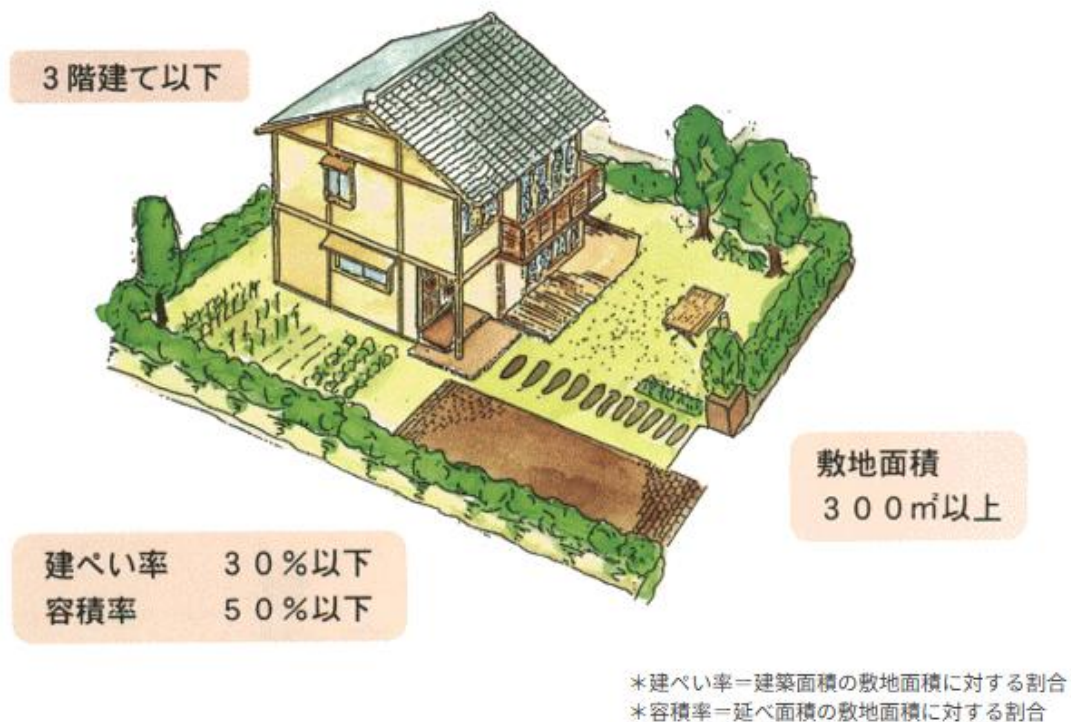 3階建て以下
敷地面積
300㎡以上
建ぺい率 30%以下
容積率 50%以下
*建ぺい率=建築面積の敷地面積に対する割合
*容積率=延べ面積の敷地面積に対する割合